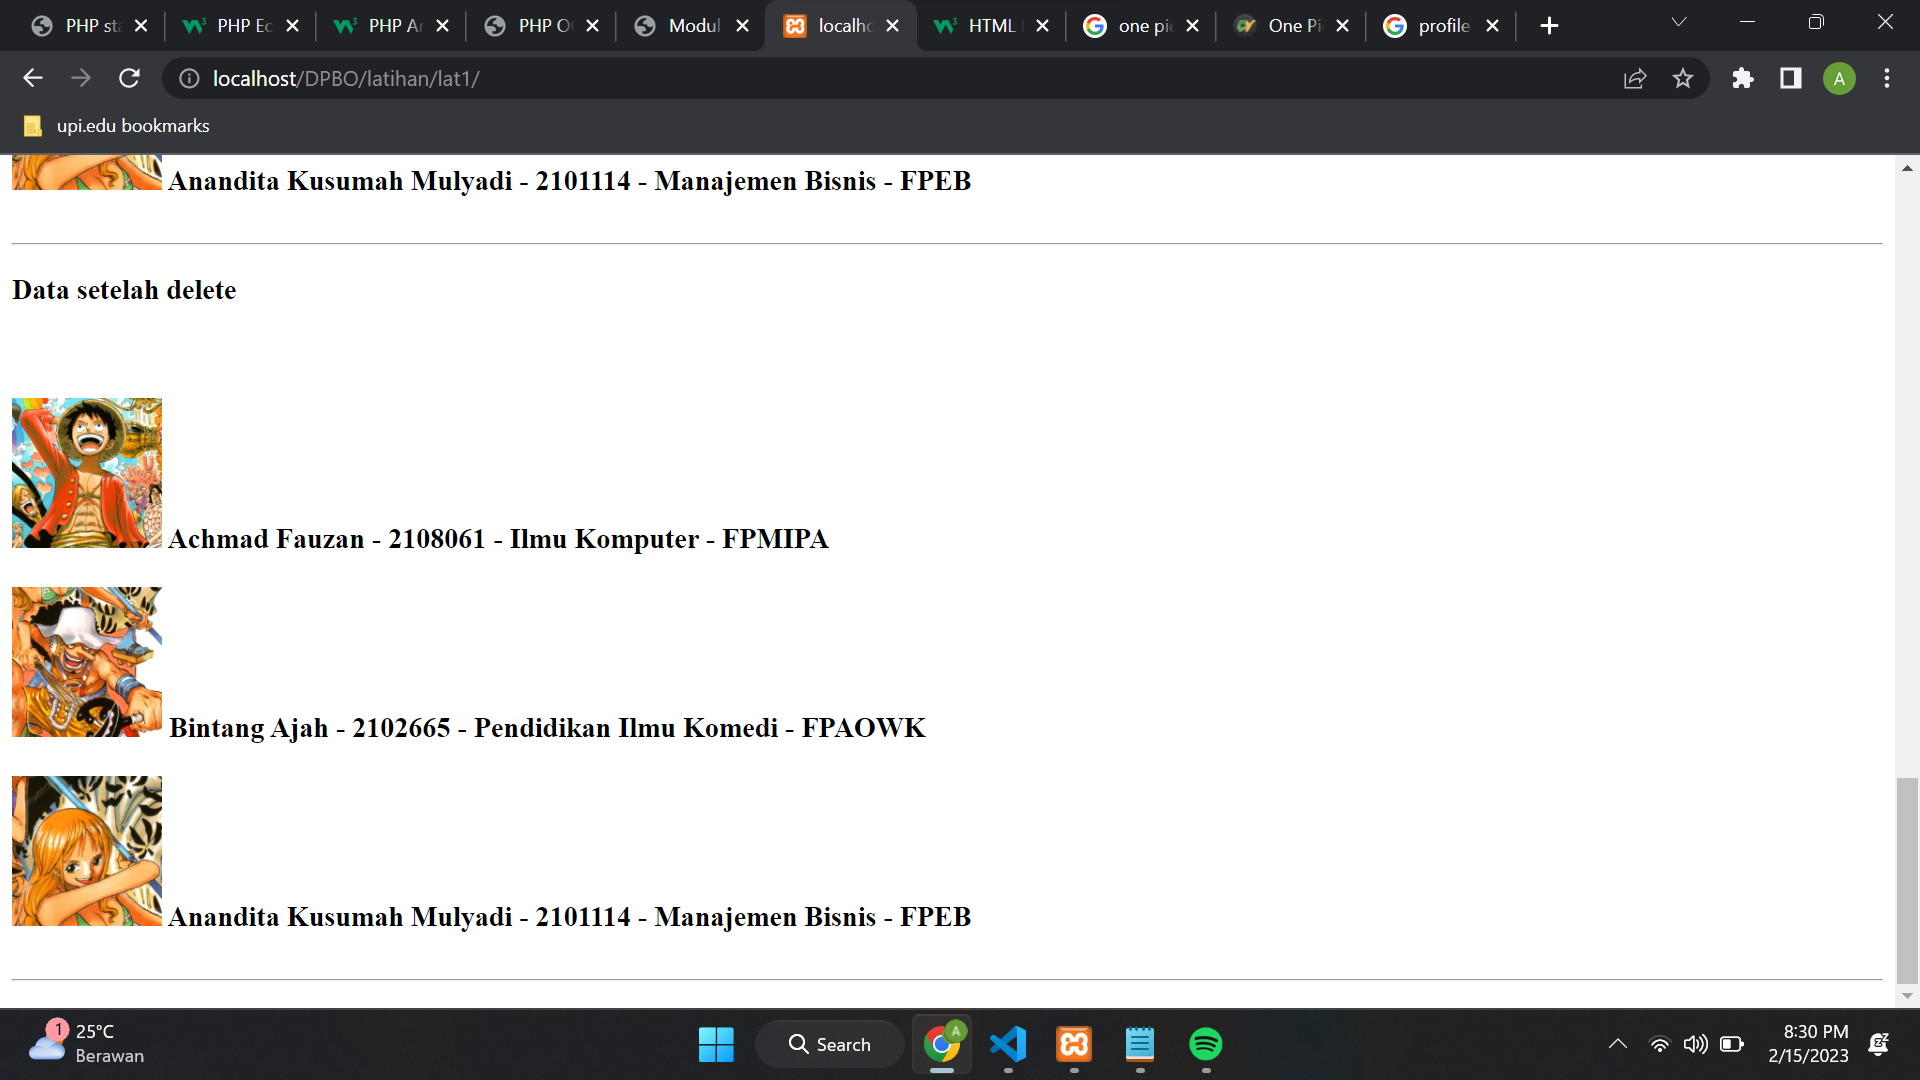 PHP sta
PHP Ec
PHP Ar
PHP O
Modul
localho
HTML
one pie
One Pi
profile
localhost/DPBO/latihan/lat1/
A
upi.edu bookmarks
Anandita Kusumah Mulyadi - 2101114 - Manajemen Bisnis - FPEB
Data setelah delete
Achmad Fauzan - 2108061 - Ilmu Komputer - FPMIPA
Bintang Ajah - 2102665 - Pendidikan Ilmu Komedi - FPAOWK
Anandita Kusumah Mulyadi - 2101114 - Manajemen Bisnis - FPEB
1
25°C
Berawan
Search
A
8:30 PM
2/15/2023